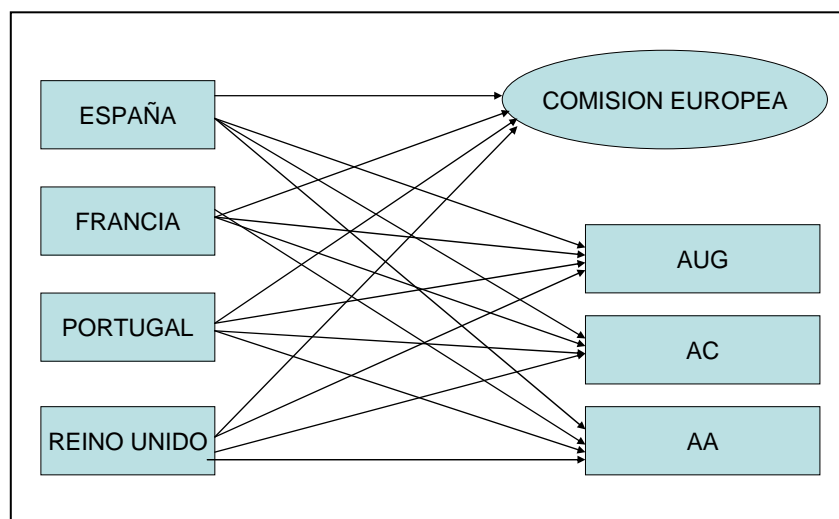 ESPAÑA
FRANCIA
PORTUGAL
REINO UNIDO
COMISION EUROPEA
AUG
AC
AA